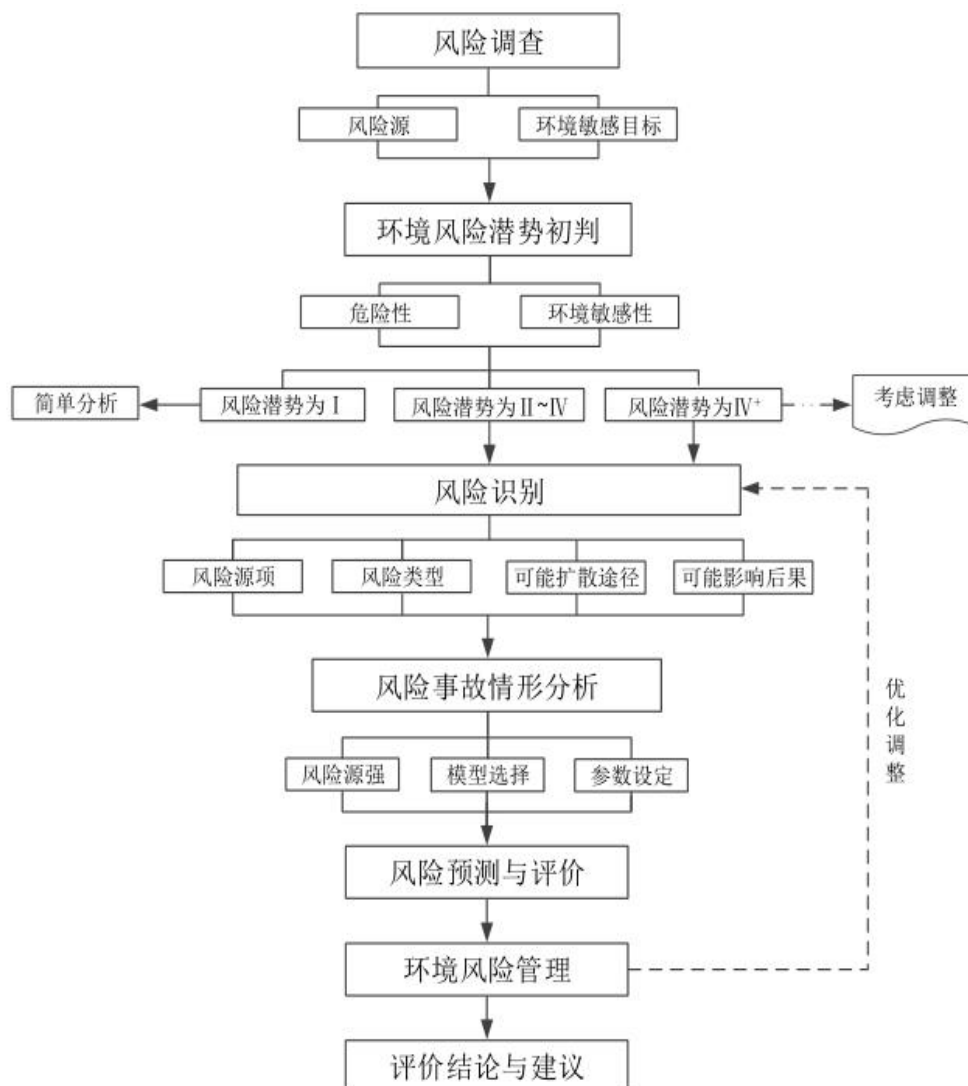 风险调查
风险源
环境敏感目标
环境风险潜势初判
危险性
环境敏感性
简单分析
风险潜势为Ⅰ
风险潜势为Ⅱ~Ⅳ
风险潜势为Ⅳ⁺
考虑调整
风险识别
风险源项
风险类型
可能扩散途径
可能影响后果
风险事故情形分析
优化调整
风险源强
模型选择
参数设定
风险预测与评价
环境风险管理
评价结论与建议